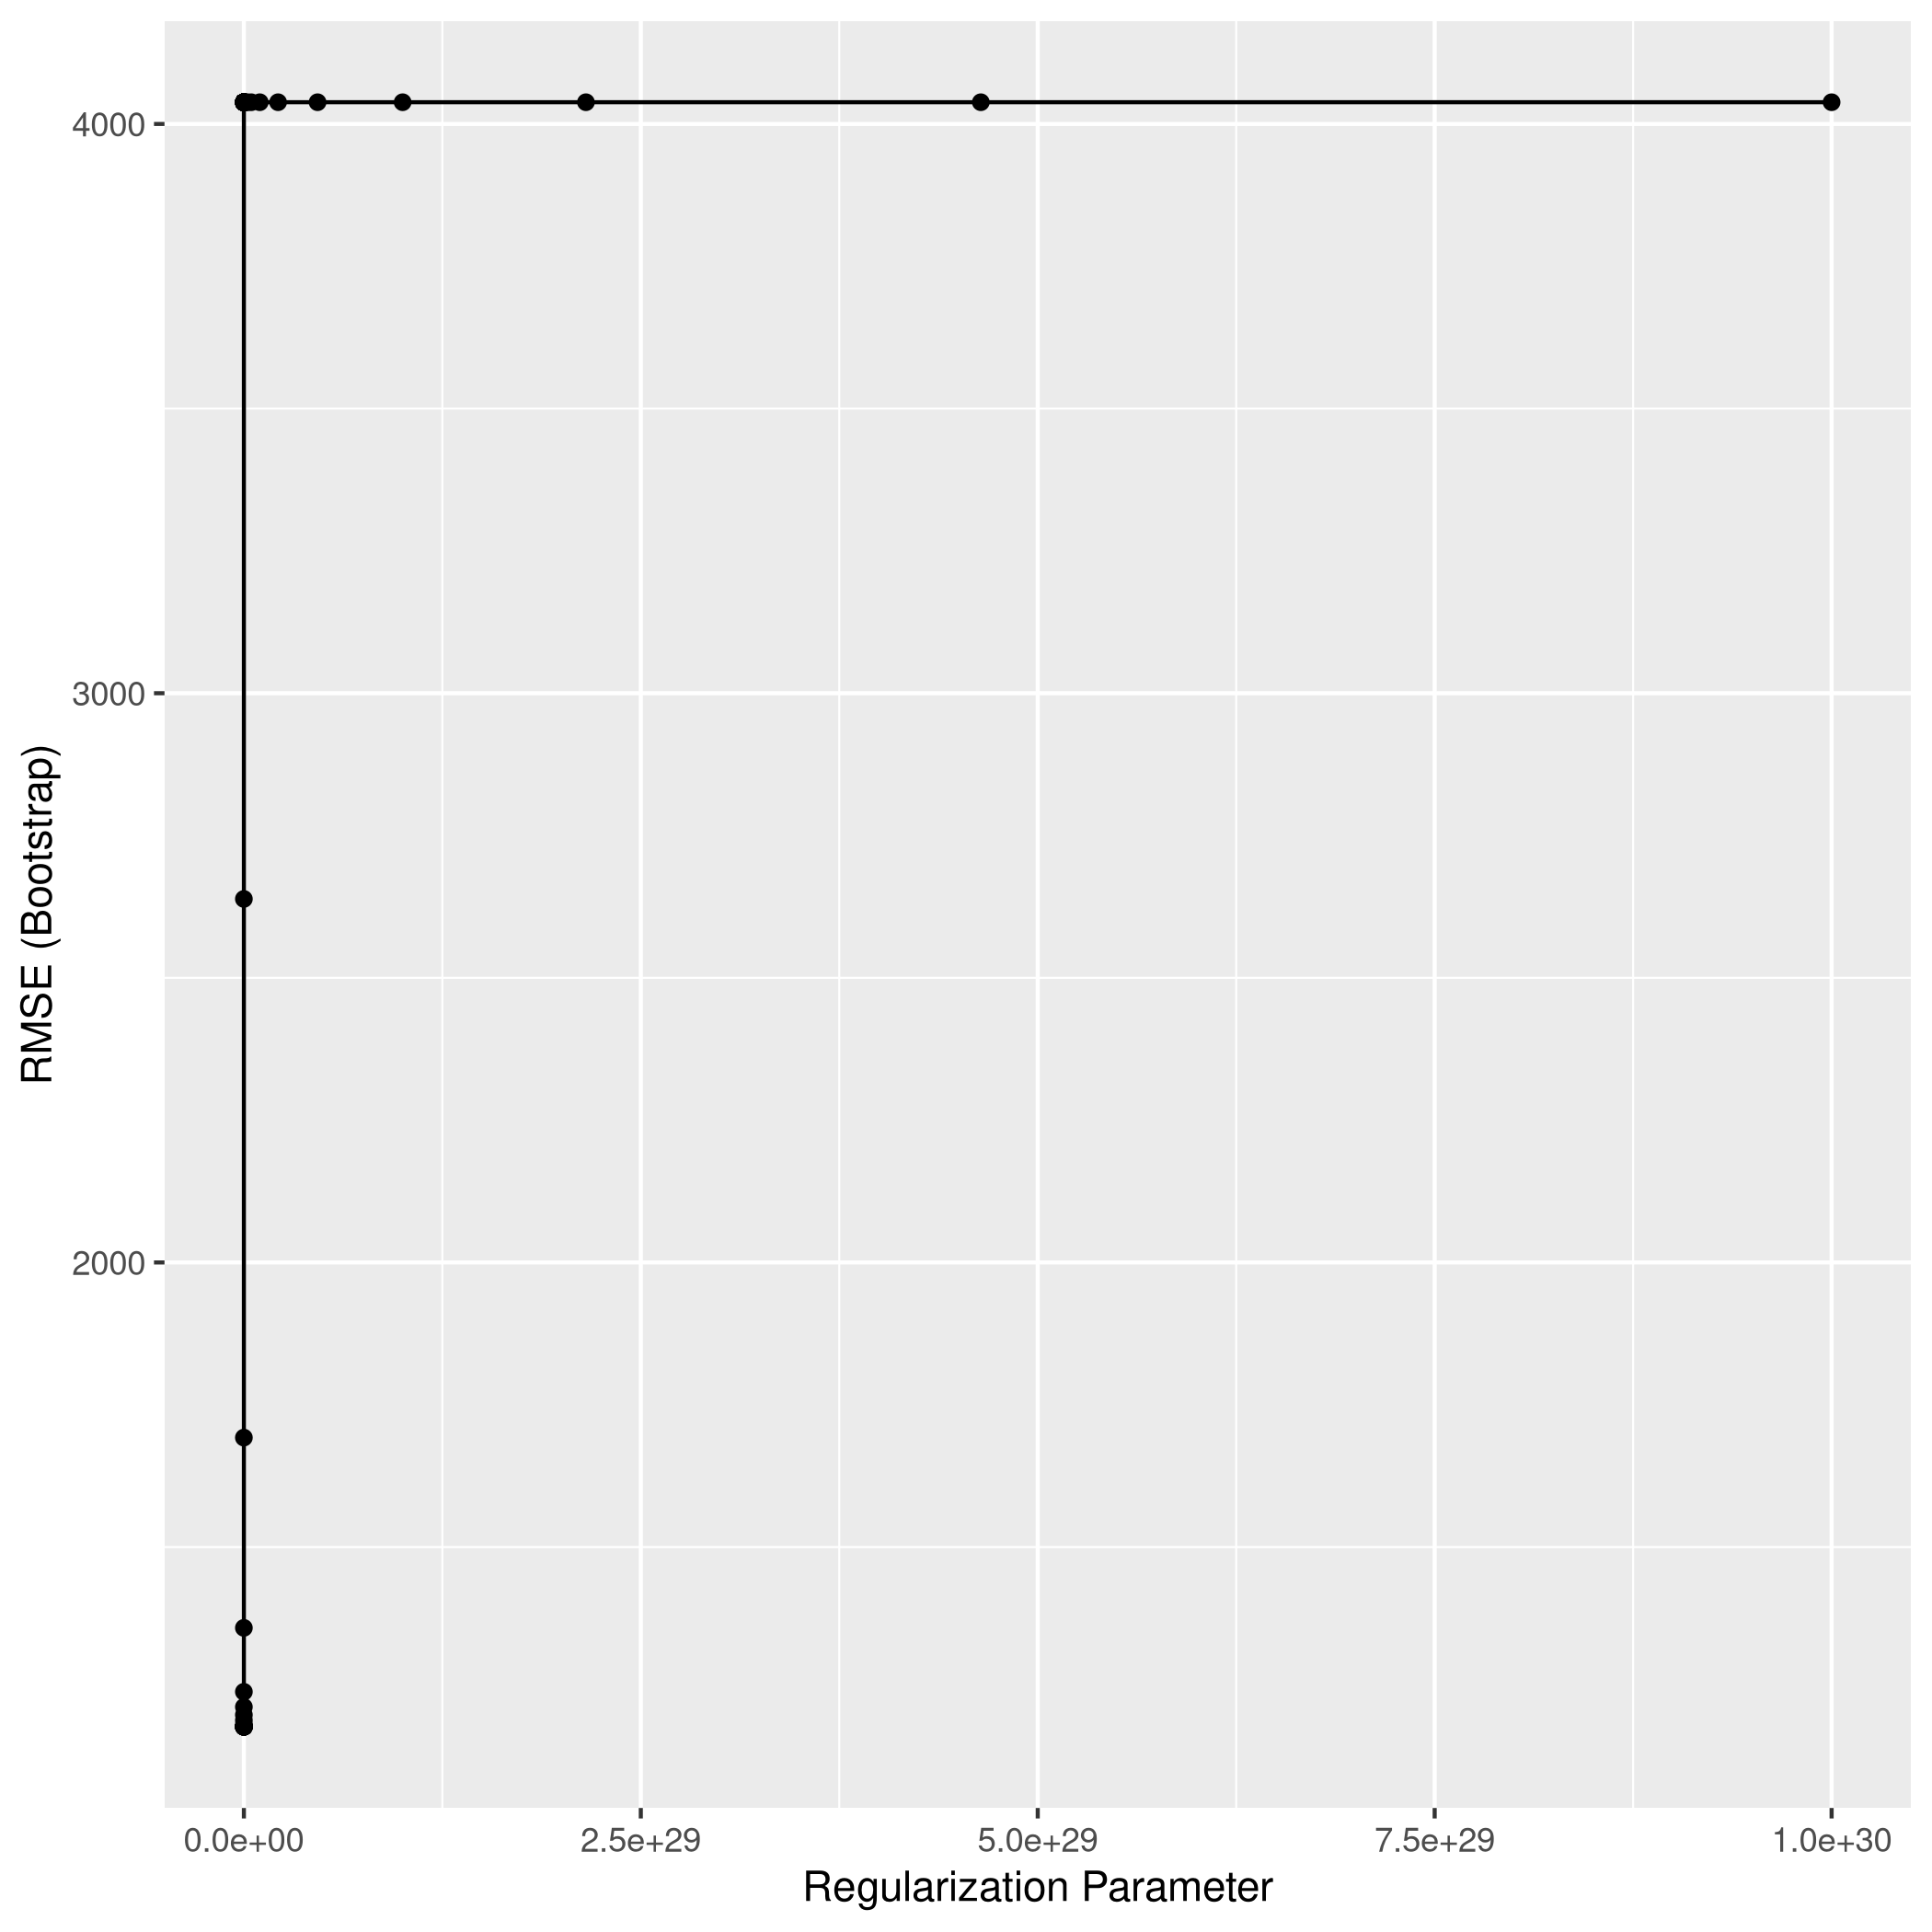 4000
3000
2000
RMSE (Bootstrap)
0.0e+00
2.5e+29
5.0e+29
7.5e+29
1.0e+30
Regularization Parameter